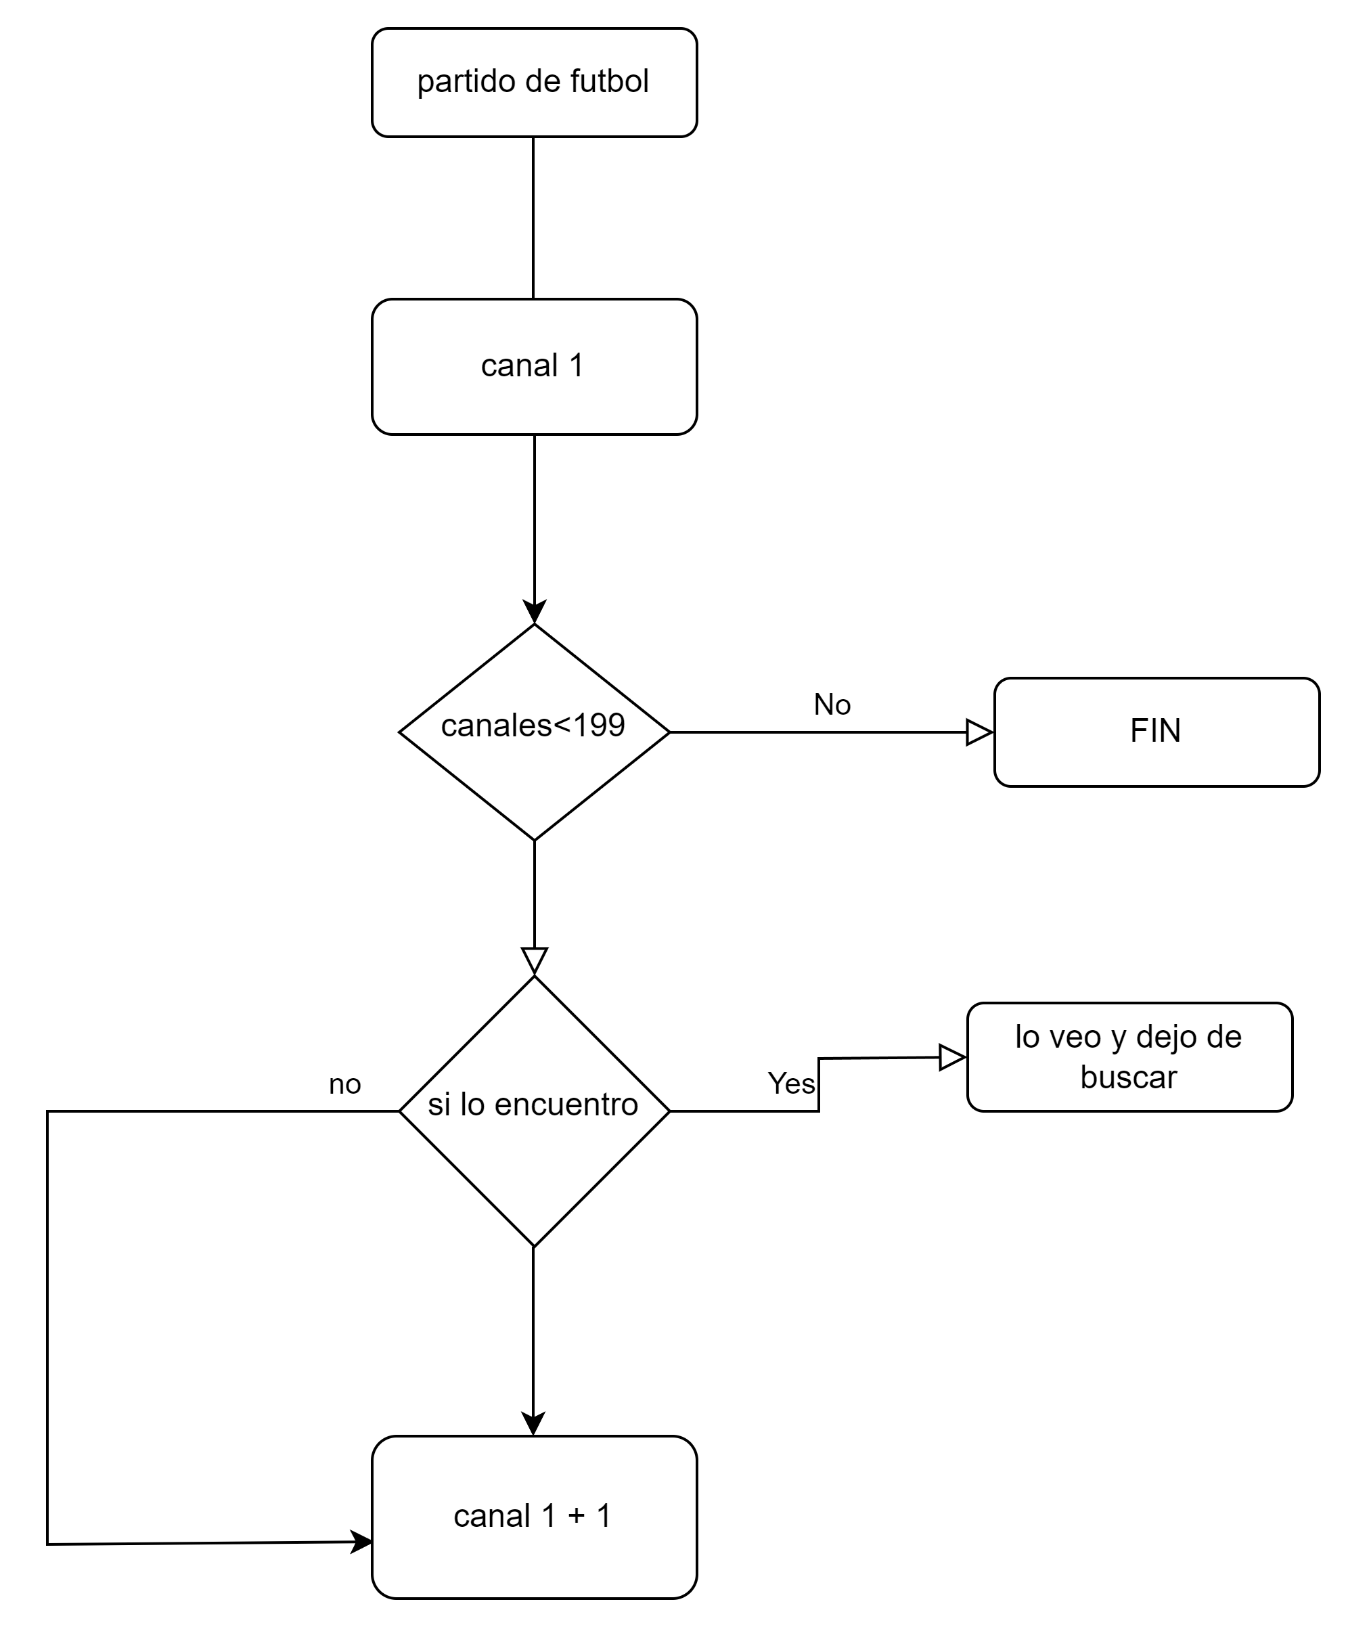 partido de futbol
canal 1
canales<199
No
FIN
no
si lo encuentro
Yes
lo veo y dejo de
buscar
canal 1 + 1